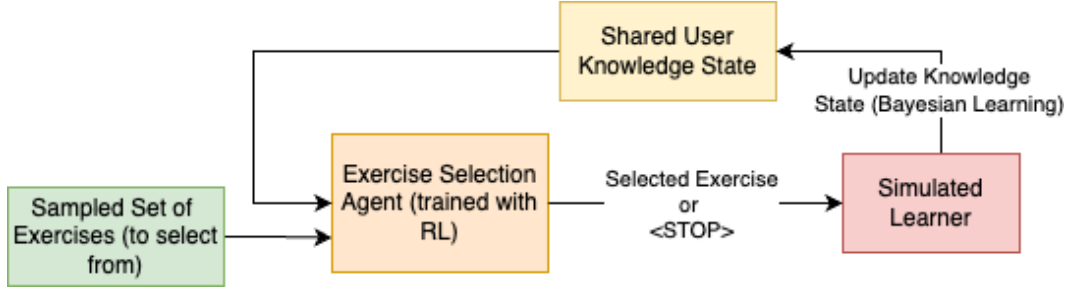 Shared User
Knowledge State
Update Knowledge
State (Bayesian Learning)
Exercise Selection
Agent (trained with
RL)
Selected Exercise
or
<STOP>
Simulated
Learner
Sampled Set of
Exercises (to select
from)